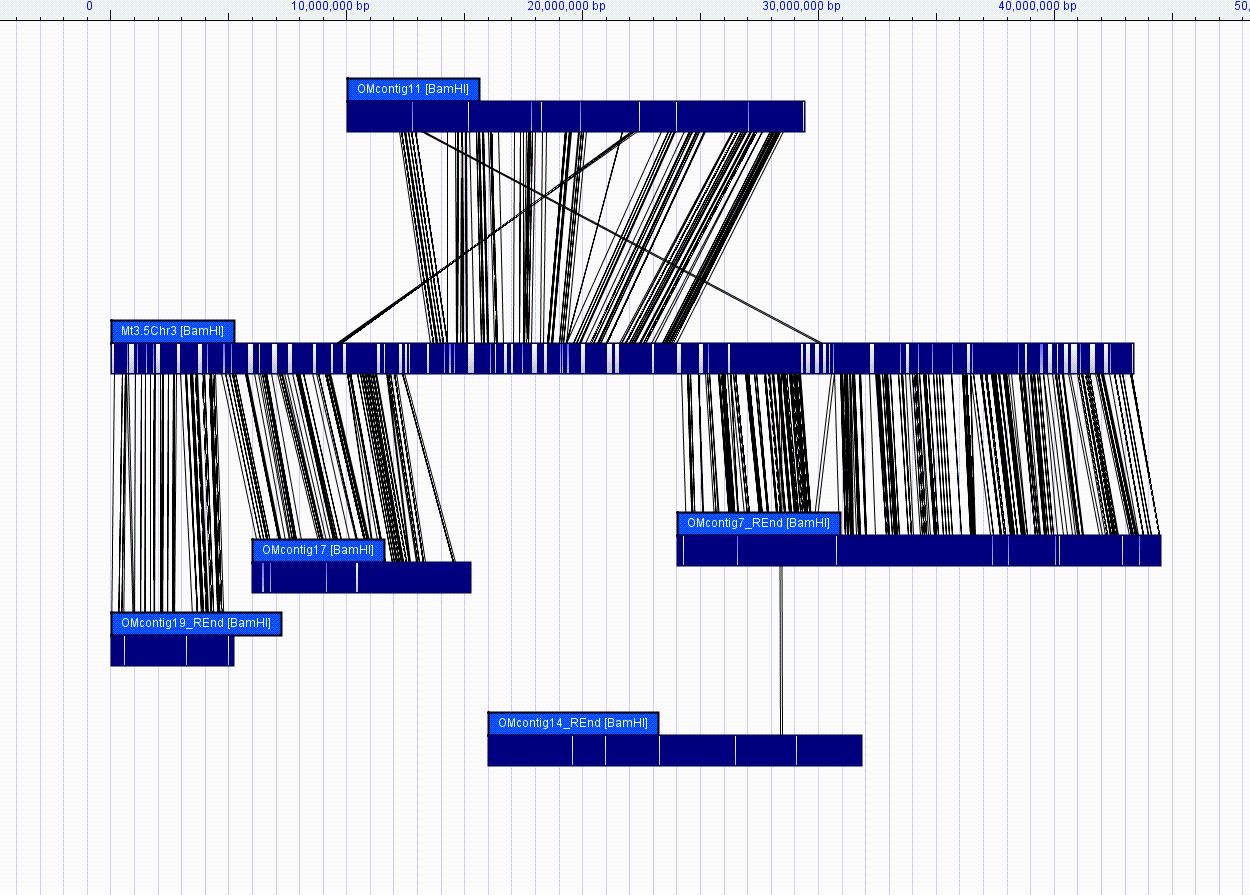 0 10,000,000 bp 20,000,000 bp 30,000,000 bp 40,000,000 bp 50,
OMcontig11 [BamHI]
Mt3.5Chr3 [BamHI]
OMcontig7_REnd [BamHI]
OMcontig17 [BamHI]
OMcontig19_REnd [BamHI]
OMcontig14_REnd [BamHI]